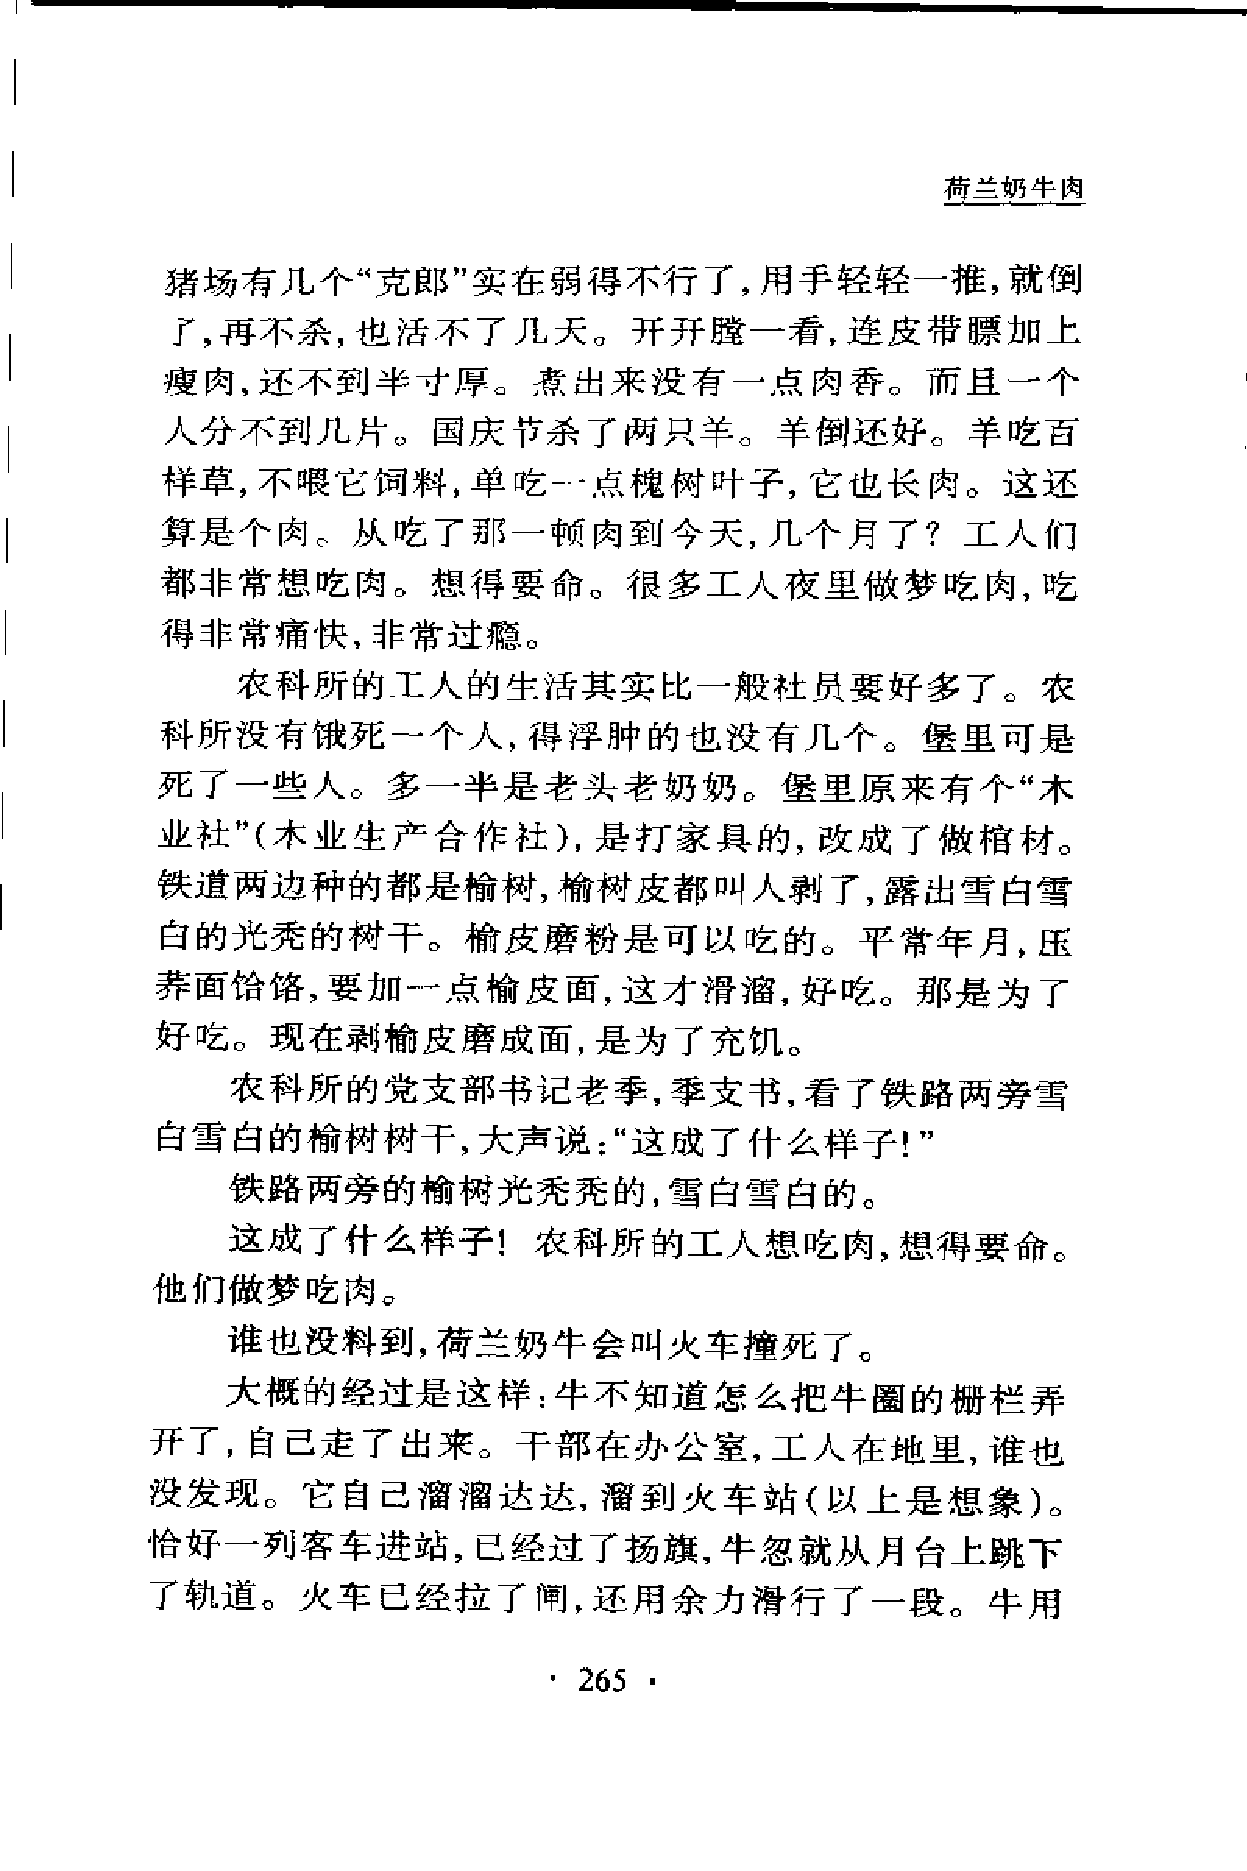 荷兰奶牛肉
猪场有几个“克郎”实在弱得不行了,用手轻轻一推,就倒
了,再不杀,也活不了几天。开开膛一看,连皮带膘加上
瘦肉,还不到半寸厚。煮出来没有一点肉香。而且一个
人分不到几片。国庆节杀了两只羊。羊倒还好。羊吃百
样草,不喂它饲料,单吃一点槐树叶子,它也长肉。这还
算是个肉。从吃了那一顿肉到今天,几个月了?工人们
都非常想吃肉。想得要命。很多工人夜里做梦吃肉,吃
得非常痛快,非常过瘾。
农科所的工人的生活其实比一般社员要好多了。农
科所没有饿死一个人,得浮肿的也没有几个。堡里可是
死了一些人。多一半是老头老奶奶。堡里原来有个“木
业社”(木业生产合作社),是打家具的,改成了做棺材。
铁道两边种的都是榆树,榆树皮都叫人剥了,露出雪白雪
白的光秃的树干。榆皮磨粉是可以吃的。平常年月,压
荞面饸饹,要加一点榆皮面,这才滑溜,好吃。那是为了
好吃。现在剥榆皮磨成面,是为了充饥。
农科所的党支部书记老季,季支书,看了铁路两旁雪
白雪白的榆树树干,大声说:“这成了什么样子!”
铁路两旁的榆树光秃秃的,雪白雪白的。
这成了什么样子!农科所的工人想吃肉,想得要命。
他们做梦吃肉。
谁也没料到,荷兰奶牛会叫火车撞死了。
大概的经过是这样:牛不知道怎么把牛圈的栅栏弄
开了,自己走了出来。干部在办公室,工人在地里,谁也
没发现。它自己溜溜达达,溜到火车站(以上是想象)。
恰好一列客车进站,已经过了扬旗,牛忽就从月台上跳下
了轨道。火车已经拉了闸,还用余力滑行了一段。牛用
· 265 ·